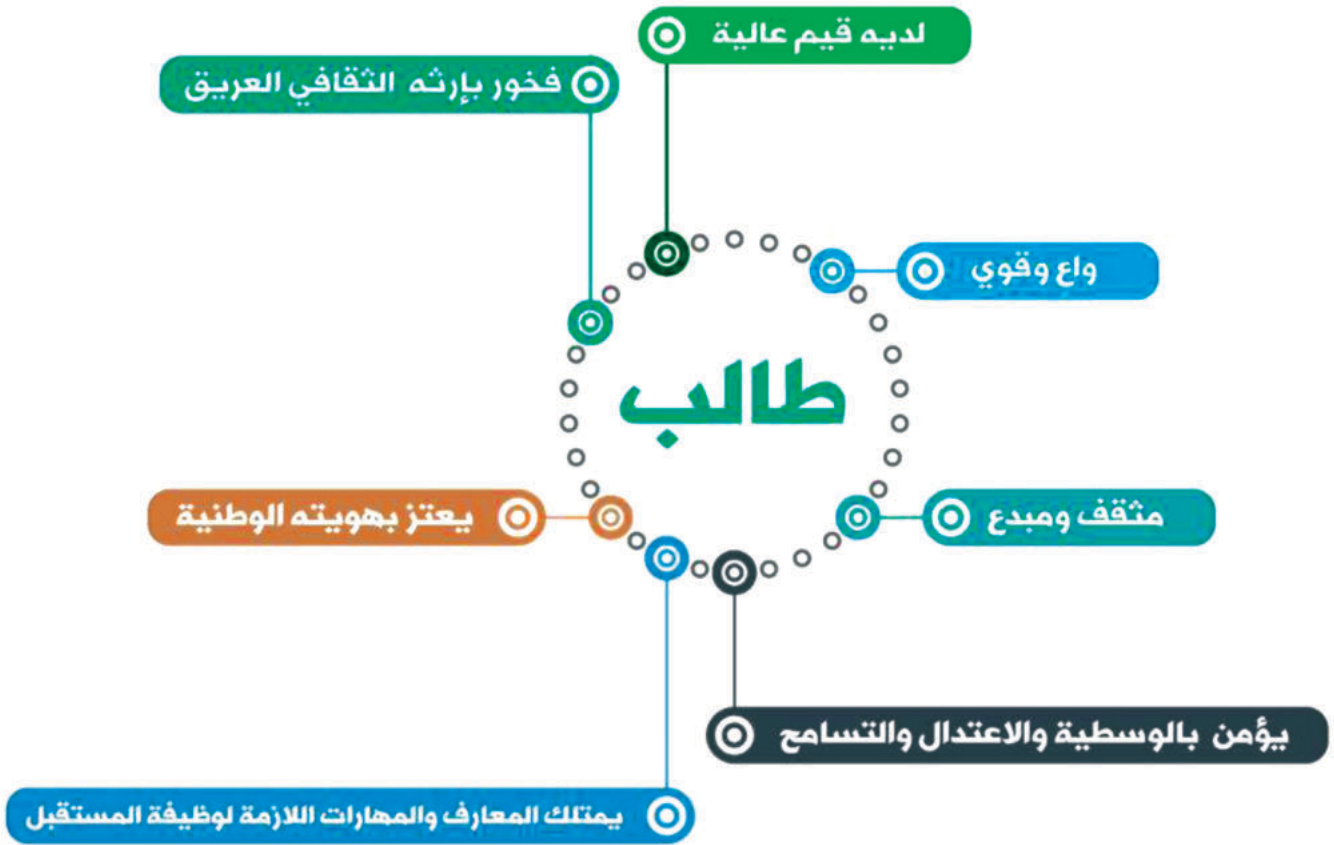 لديه قيم عالية
فخور بإرثه الثقافي العريق
واع وقوي
طالب
يعتز بهويته الوطنية
مثقف ومبدع
يؤمن بالوسطية والاعتدال والتسامح
يمتلك المعارف والمهارات اللازمة لوظيفة المستقبل